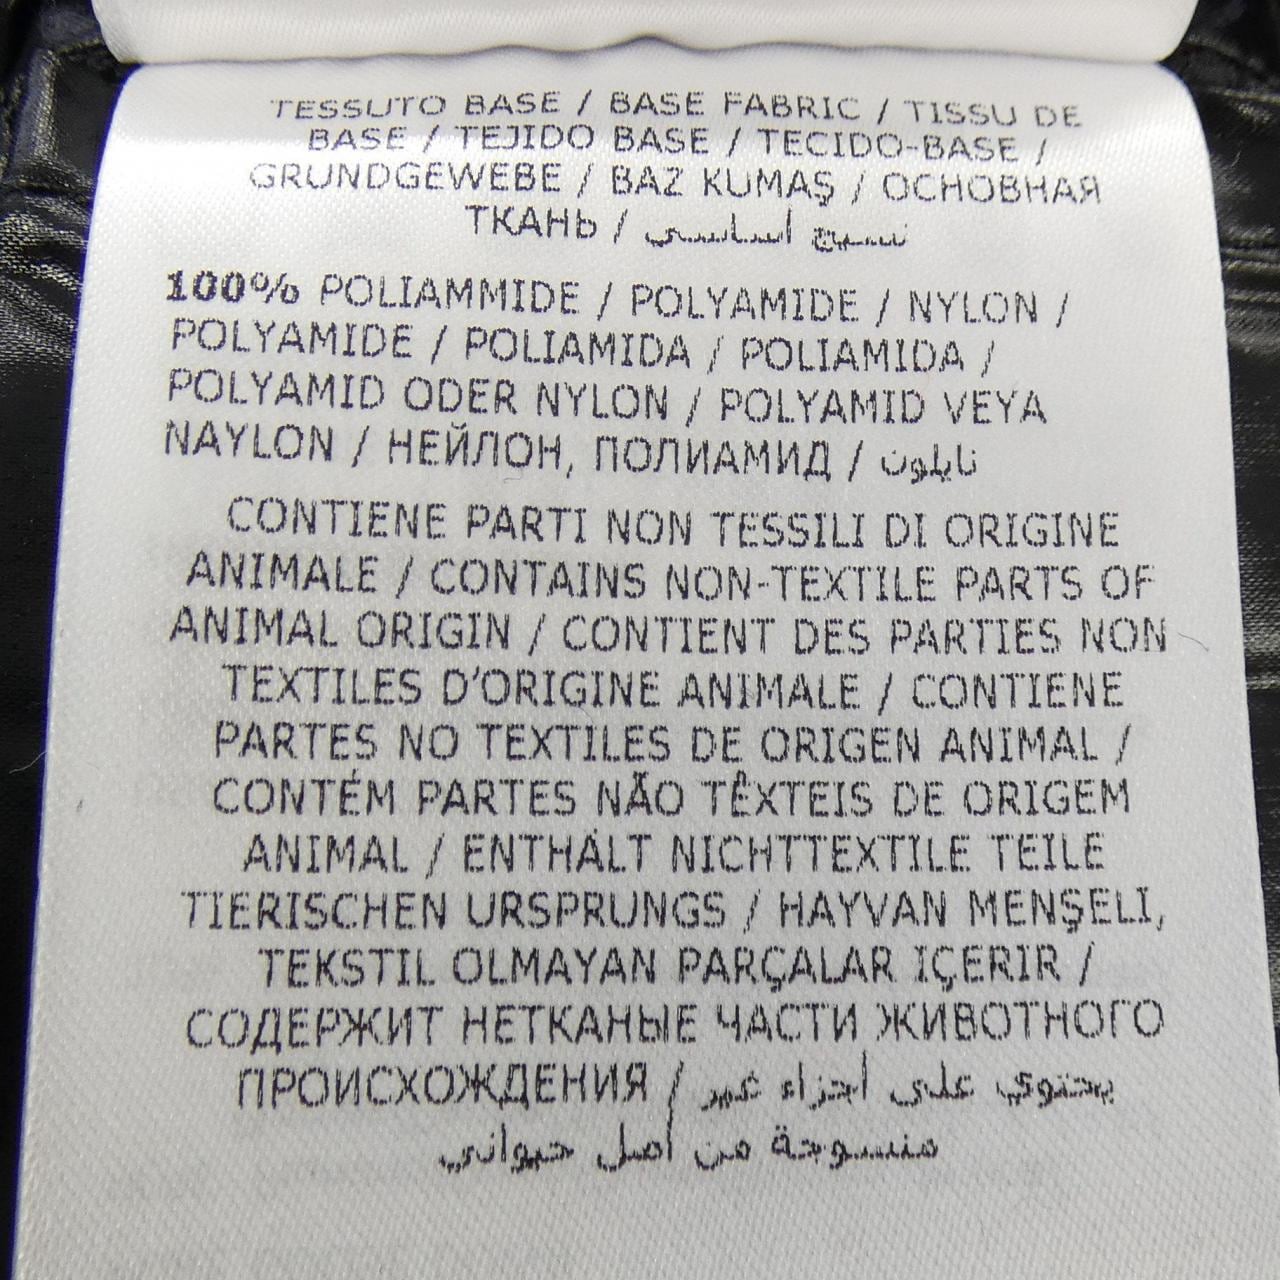 TESSUTO BASE / BASE FABRIC / TISSU DE
BASE / TEJIDO BASE / TECIDO-BASE /
GRUNDGEWEBE / BAZ KUMAŞ / ОСНОВНАЯ
ТКАНЬ / نسيج أساسي
100% POLIAMMIDE / POLYAMIDE / NYLON /
POLYAMIDE / POLIAMIDA / POLIAMIDA /
POLYAMID ODER NYLON / POLYAMID VEYA
NAYLON / НЕЙЛОН, ПОЛИАМИД / نايلون
CONTIENE PARTI NON TESSILI DI ORIGINE
ANIMALE / CONTAINS NON-TEXTILE PARTS OF
ANIMAL ORIGIN / CONTIENT DES PARTIES NON
TEXTILES D'ORIGINE ANIMALE / CONTIENE
PARTES NO TEXTILES DE ORIGEN ANIMAL /
CONTÉM PARTES NÃO TÊXTEIS DE ORIGEM
ANIMAL / ENTHÄLT NICHTTEXTILE TEILE
TIERISCHEN URSPRUNGS / HAYVAN MENŞELI,
TEKSTIL OLMAYAN PARÇALAR IÇERIR /
СОДЕРЖИТ НЕТКАНЫЕ ЧАСТИ ЖИВОТНОГО
ПРОИСХОЖДЕНИЯ / يحتوي على أجزاء غير
منسوجة من أصل حيواني